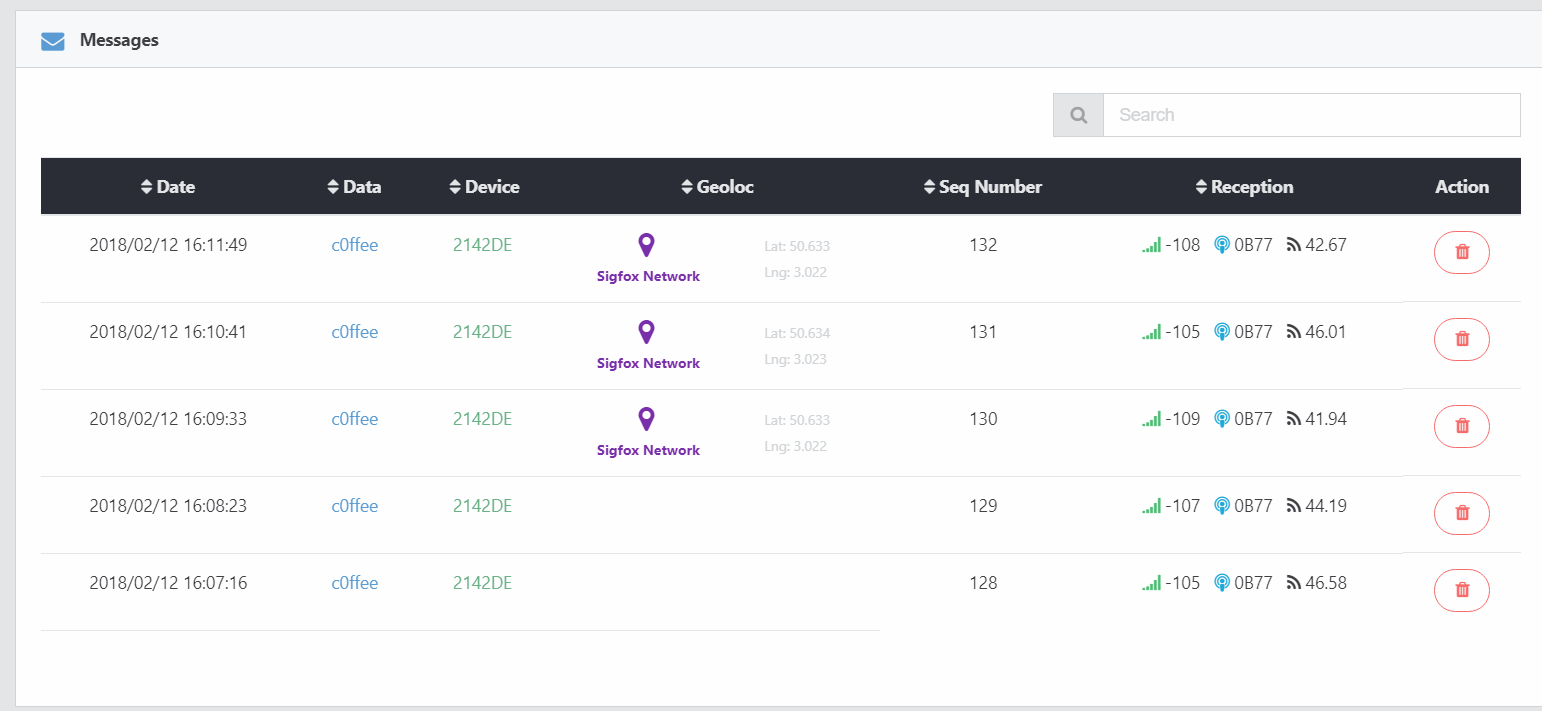 Messages
Search
Date Data Device Geoloc Seq Number Reception Action
2018/02/12 16:11:49 c0ffee 2142DE Lat: 50.633 132 -108 0B77 42.67
Sigfox Network Lng: 3.022
2018/02/12 16:10:41 c0ffee 2142DE Lat: 50.634 131 -105 0B77 46.01
Sigfox Network Lng: 3.023
2018/02/12 16:09:33 c0ffee 2142DE Lat: 50.633 130 -109 0B77 41.94
Sigfox Network Lng: 3.022
2018/02/12 16:08:23 c0ffee 2142DE 129 -107 0B77 44.19
2018/02/12 16:07:16 c0ffee 2142DE 128 -105 0B77 46.58